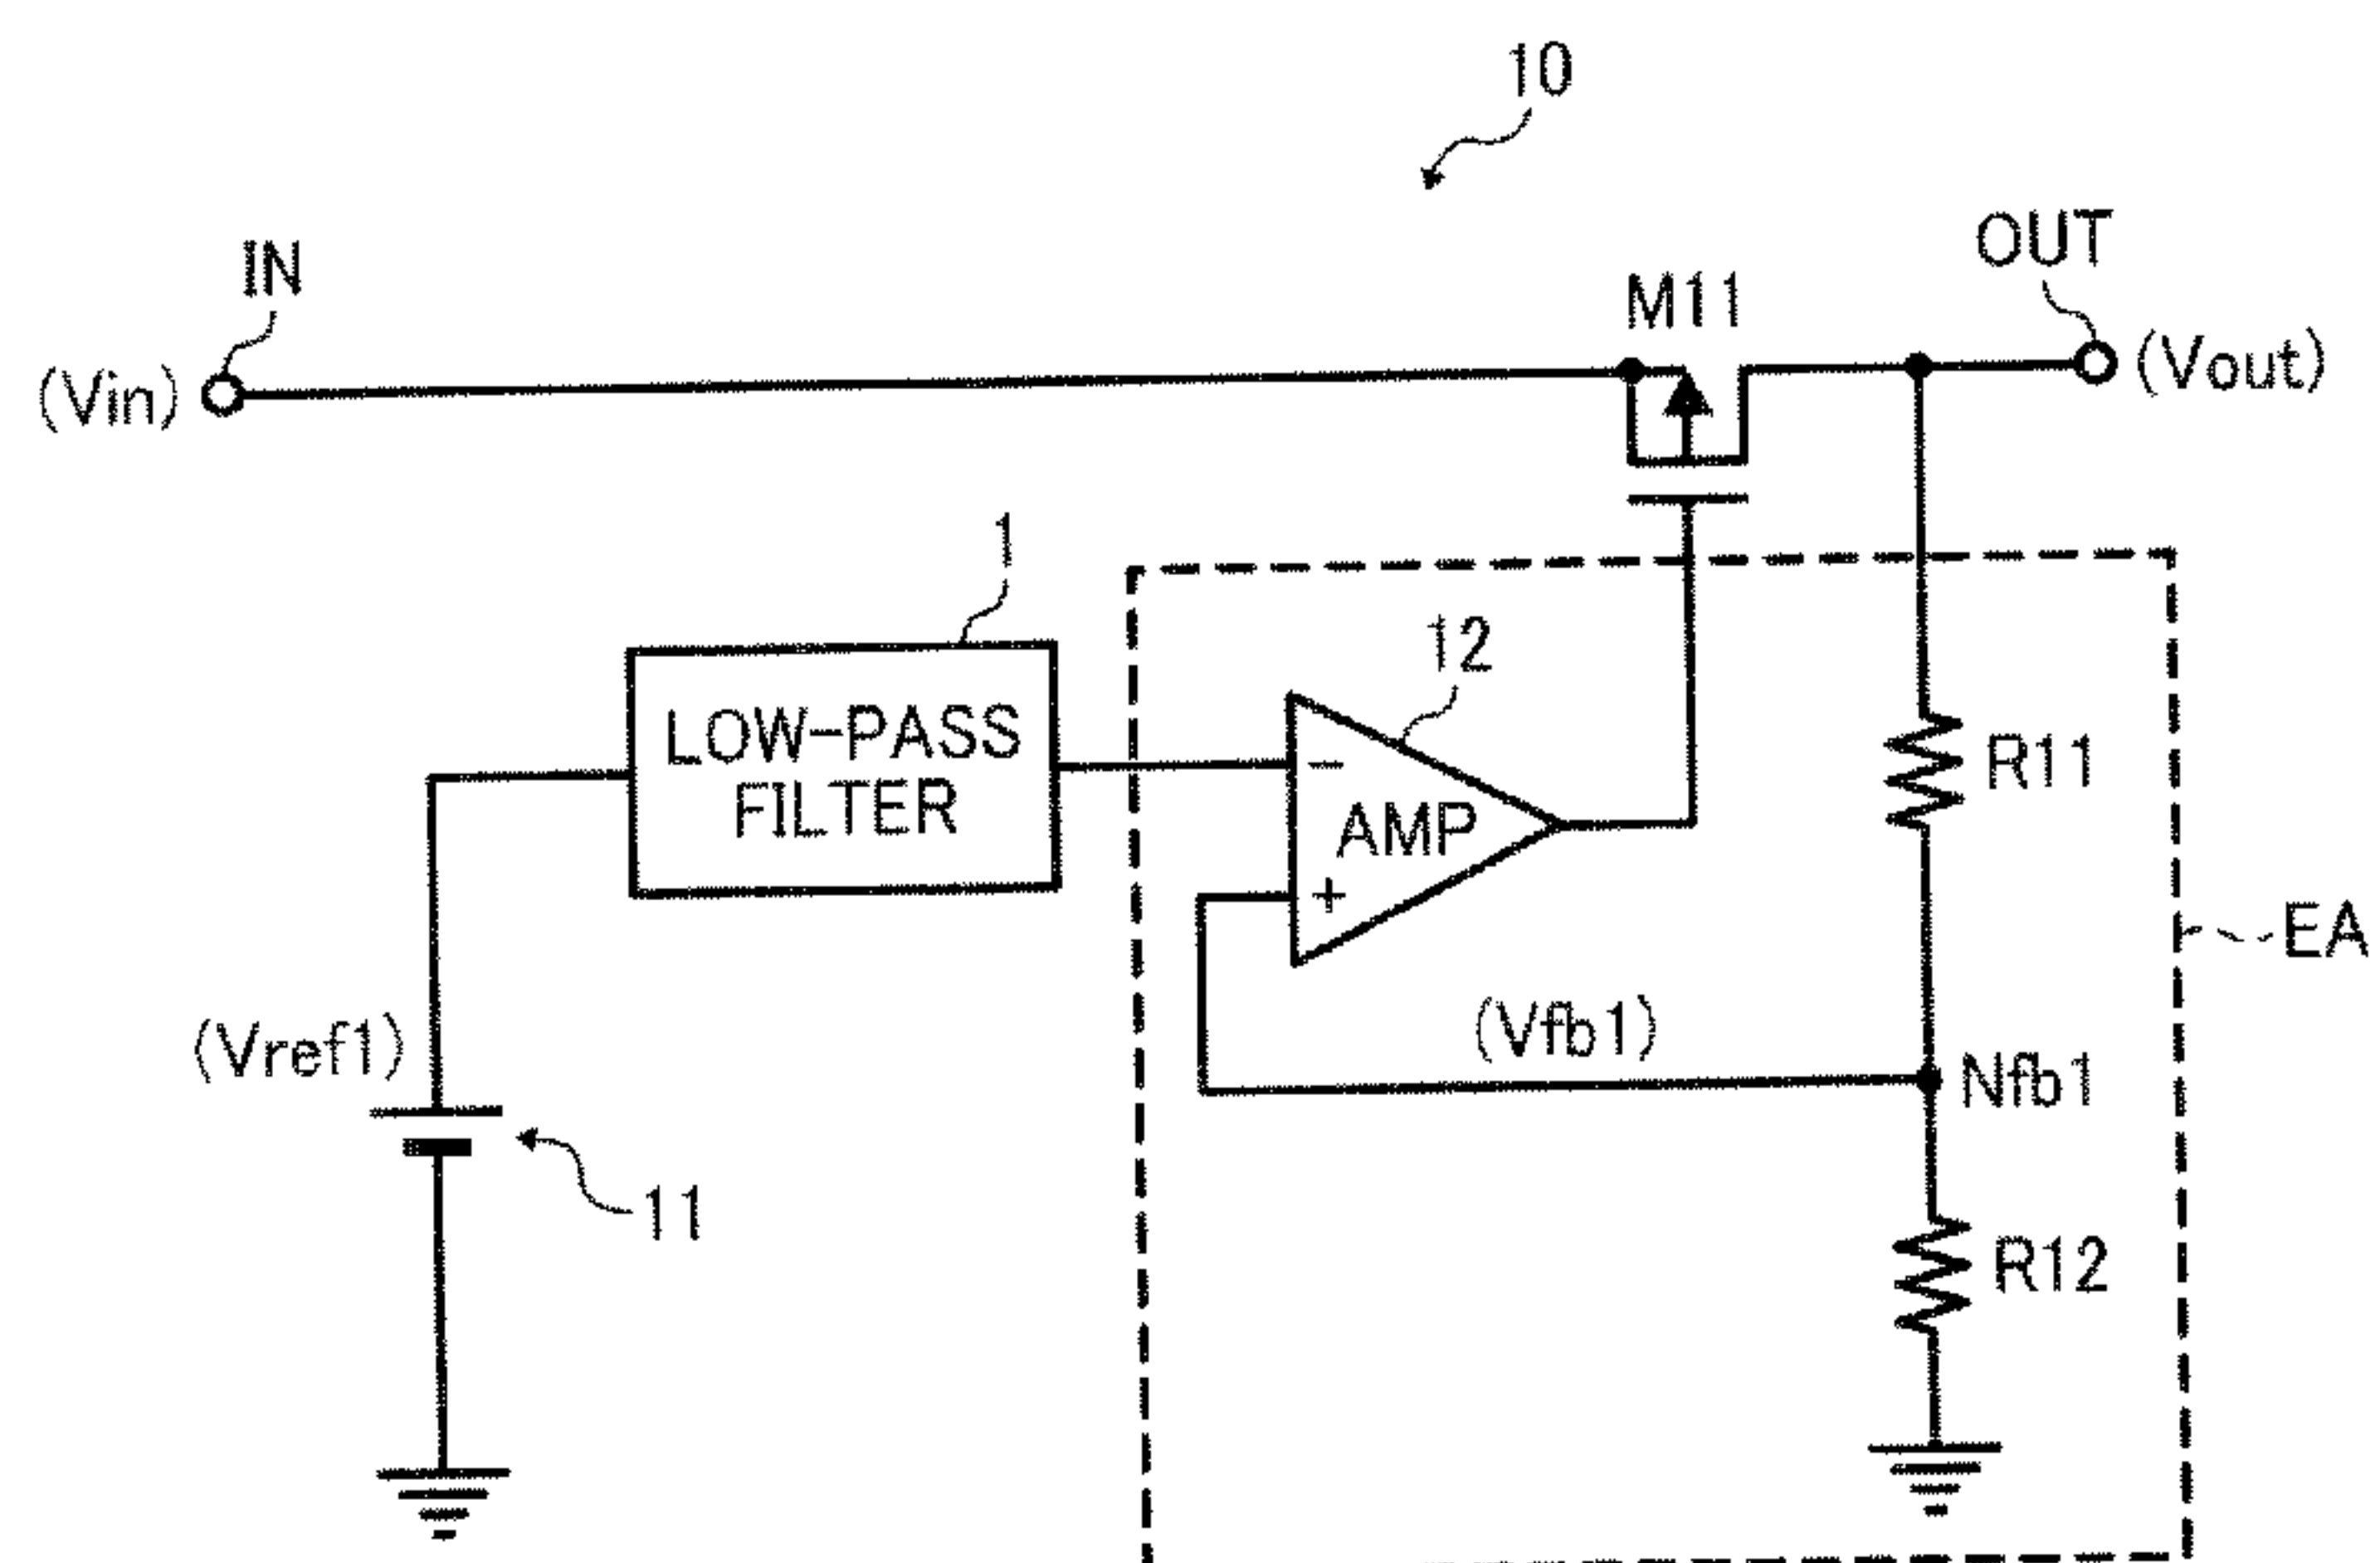 10
IN
OUT
M11
(Vin)
(Vout)
1
12
LOW-PASS
FILTER
-
AMP
+
R11
EA
(Vfb1)
(Vref1)
Nfb1
11
R12